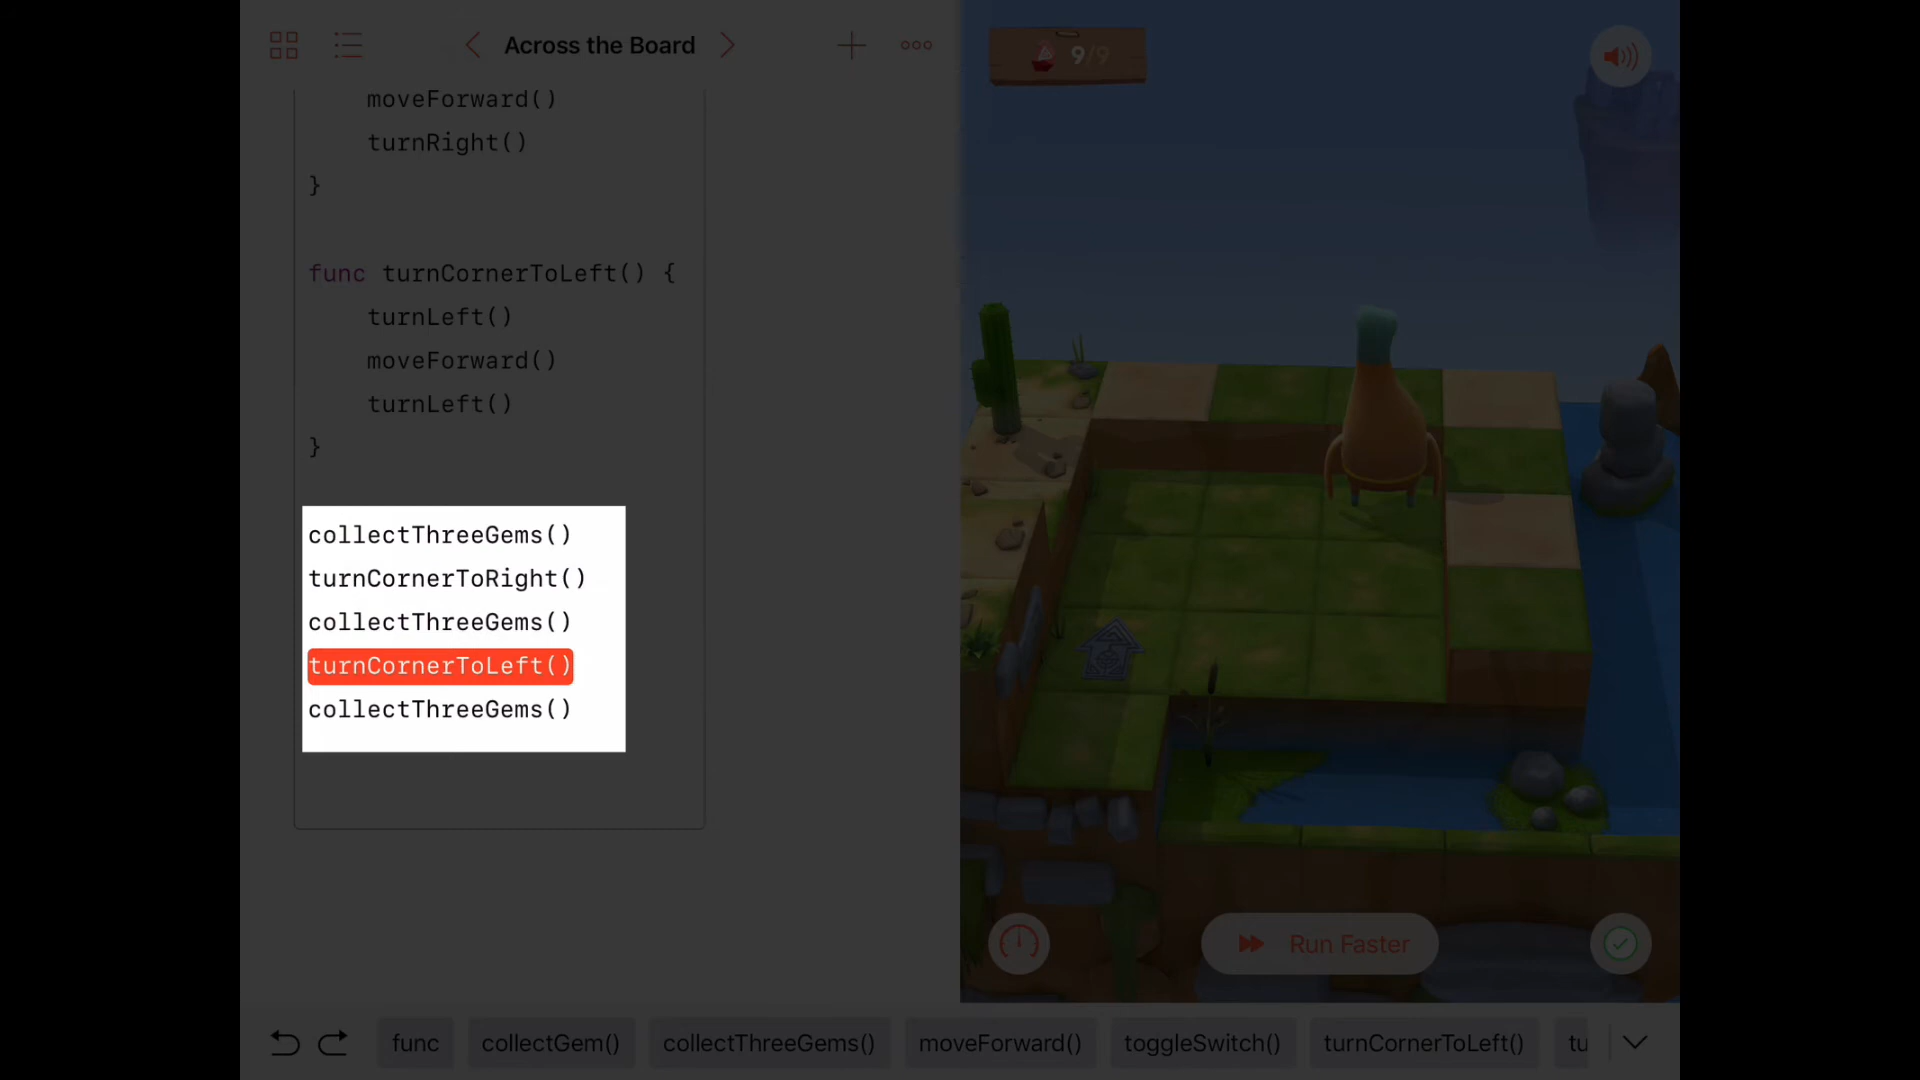 Across the Board
9/9
moveForward()
turnRight()
}
func turnCornerToLeft() {
turnLeft()
moveForward()
turnLeft()
}
collectThreeGems()
turnCornerToRight()
collectThreeGems()
turnCornerToLeft()
collectThreeGems()
Run Faster
func
collectGem()
collectThreeGems()
moveForward()
toggleSwitch()
turnCornerToLeft()
tu